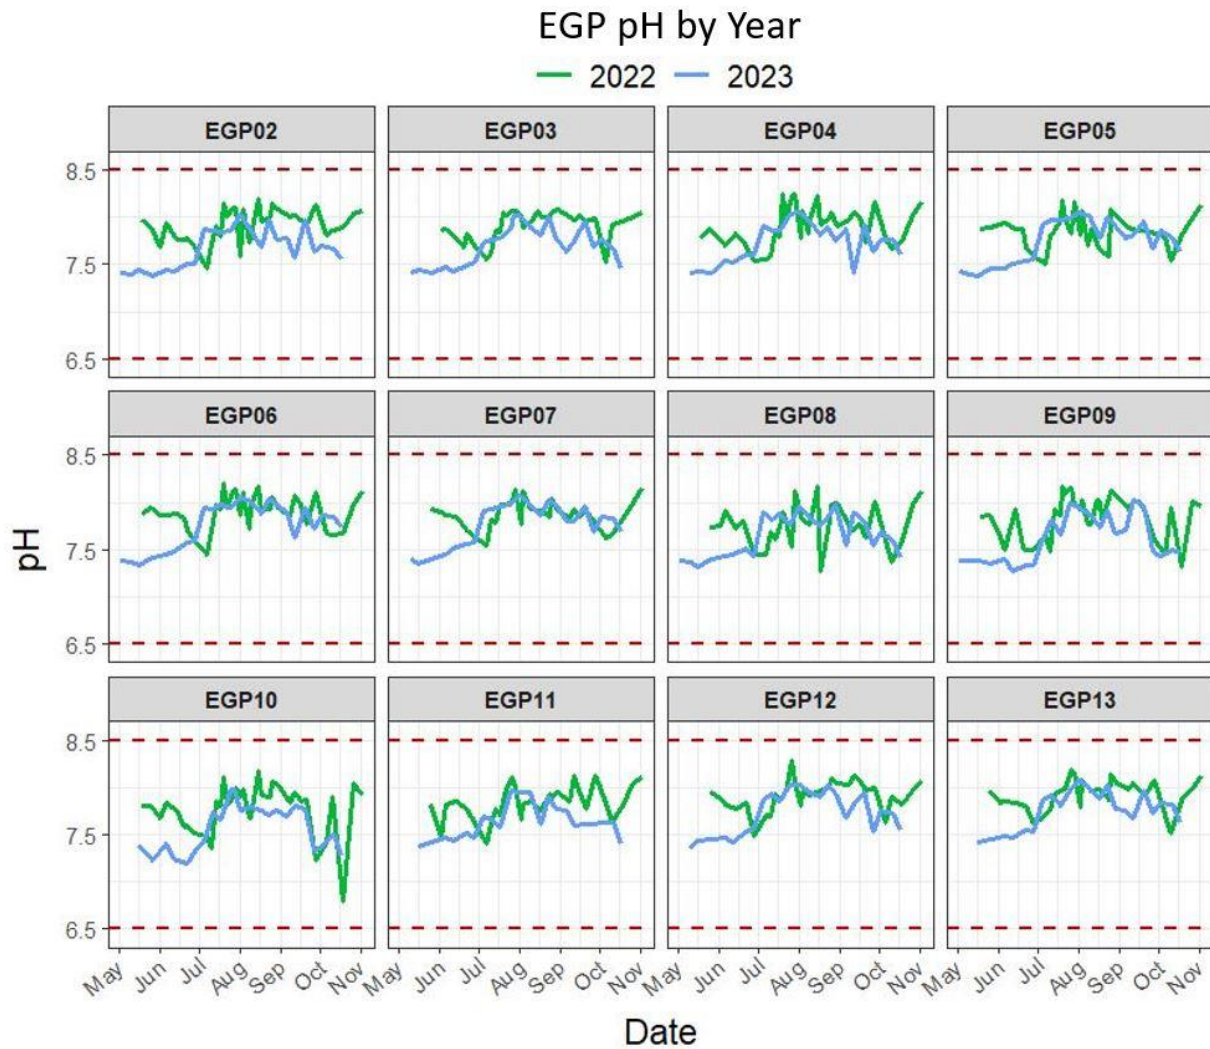 EGP pH by Year
2022 2023
EGP02 EGP03 EGP04 EGP05
8.5
7.5
6.5
EGP06 EGP07 EGP08 EGP09
8.5
7.5
6.5
pH
EGP10 EGP11 EGP12 EGP13
8.5
7.5
6.5
May Jun Jul Aug Sep Oct Nov May Jun Jul Aug Sep Oct Nov May Jun Jul Aug Sep Oct Nov May Jun Jul Aug Sep Oct Nov
Date